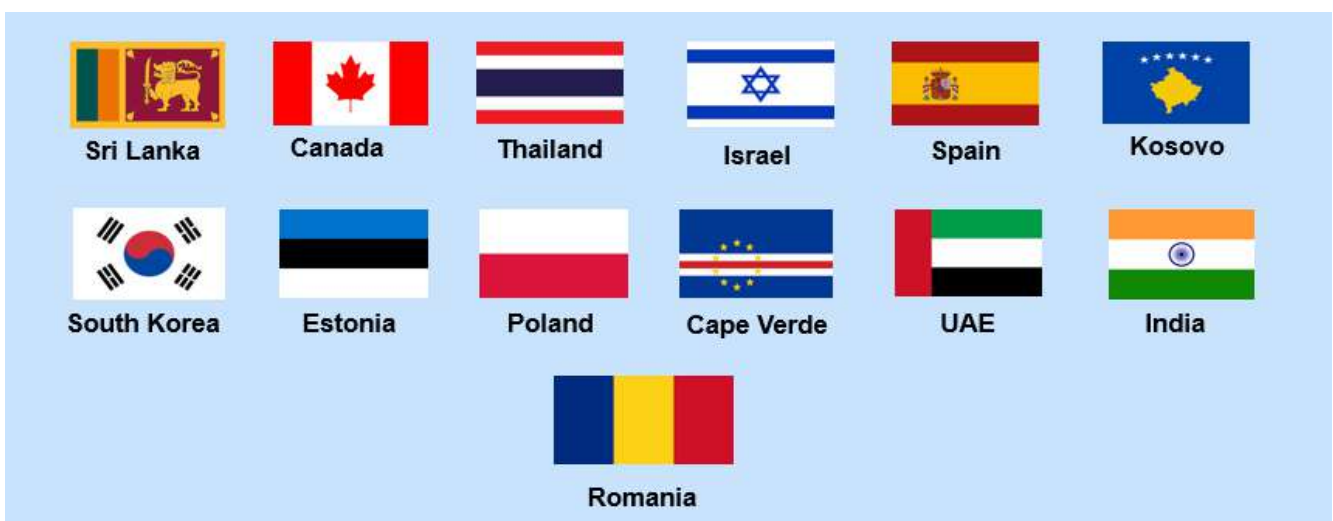 Sri Lanka Canada Thailand Israel Spain Kosovo
South Korea Estonia Poland Cape Verde UAE India
Romania